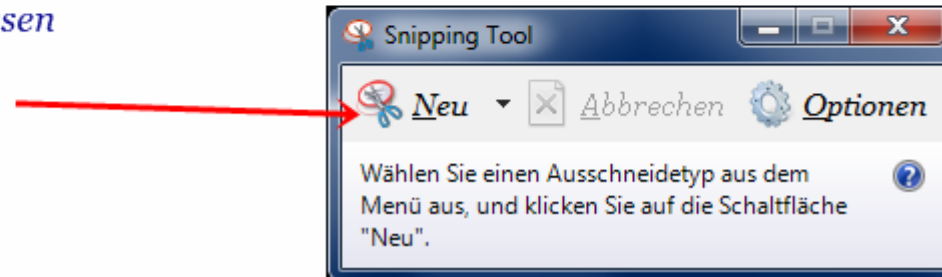 sen
Snipping Tool
Neu Abbrechen Optionen
Wählen Sie einen Ausschneidetyp aus dem
Menü aus, und klicken Sie auf die Schaltfläche
"Neu".